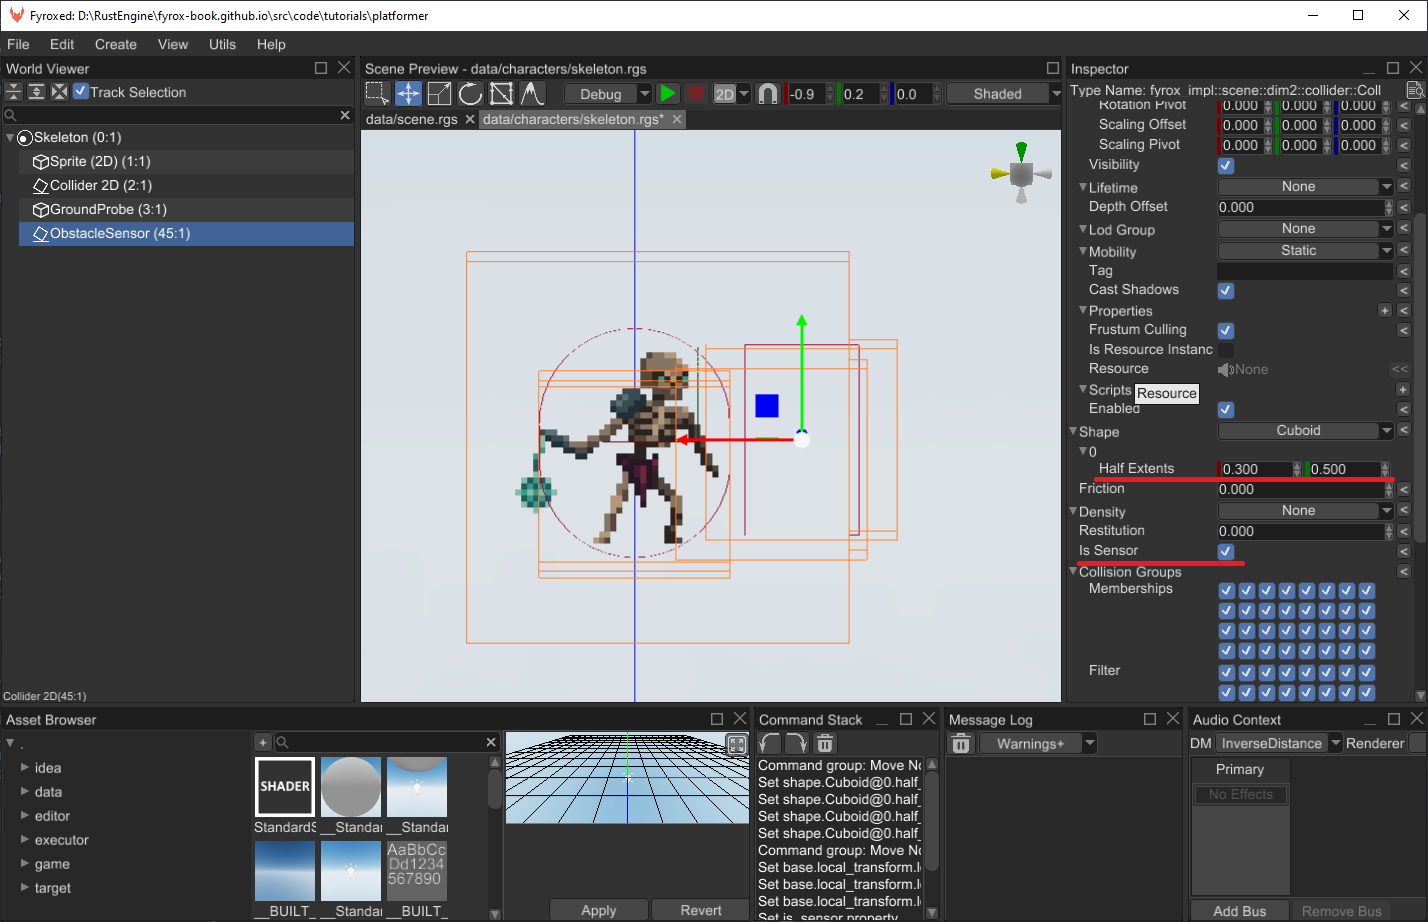 Fyroxed: D:\RustEngine\fyrox-book.github.io\src\code\tutorials\platformer
File Edit Create View Utils Help
World Viewer
Track Selection
Skeleton (0:1)
Sprite (2D) (1:1)
Collider 2D (2:1)
GroundProbe (3:1)
ObstacleSensor (45:1)
Collider 2D(45:1)
Scene Preview - data/characters/skeleton.rgs
Debug 2D -0.9 0.2 0.0 Shaded
data/scene.rgs data/characters/skeleton.rgs*
Inspector
Type Name: fyrox_impl::scene::dim2::collider::Coll
Rotation Pivot 0.000 0.000 0.000 <
Scaling Offset 0.000 0.000 0.000 <
Scaling Pivot 0.000 0.000 0.000 <
Visibility <
Lifetime None <
Depth Offset 0.000 <
Lod Group None <
Mobility Static <
Tag <
Cast Shadows <
Properties + <
Frustum Culling <
Is Resource Instanc
Resource None <<
Scripts +
Resource
Enabled <
Shape Cuboid <
0
Half Extents 0.300 0.500
Friction 0.000 <
Density None <
Restitution 0.000 <
Is Sensor <
Collision Groups <
Memberships
Filter
Asset Browser
.
idea
data
editor
executor
game
target
+
SHADER
StandardS __Standar __Standar
AaBbCc
Dd1234
567890
__BUILT_ __Standar __BUILT_
Apply Revert
Command Stack
Command group: Move No
Set shape.Cuboid@0.half_
Set shape.Cuboid@0.half_
Set shape.Cuboid@0.half_
Set shape.Cuboid@0.half_
Command group: Move No
Set base.local_transform.l
Set base.local_transform.l
Set base.local_transform.l
Set is_sensor property
Message Log
Warnings+
Audio Context
DM InverseDistance Renderer
Primary
No Effects
Add Bus Remove Bus